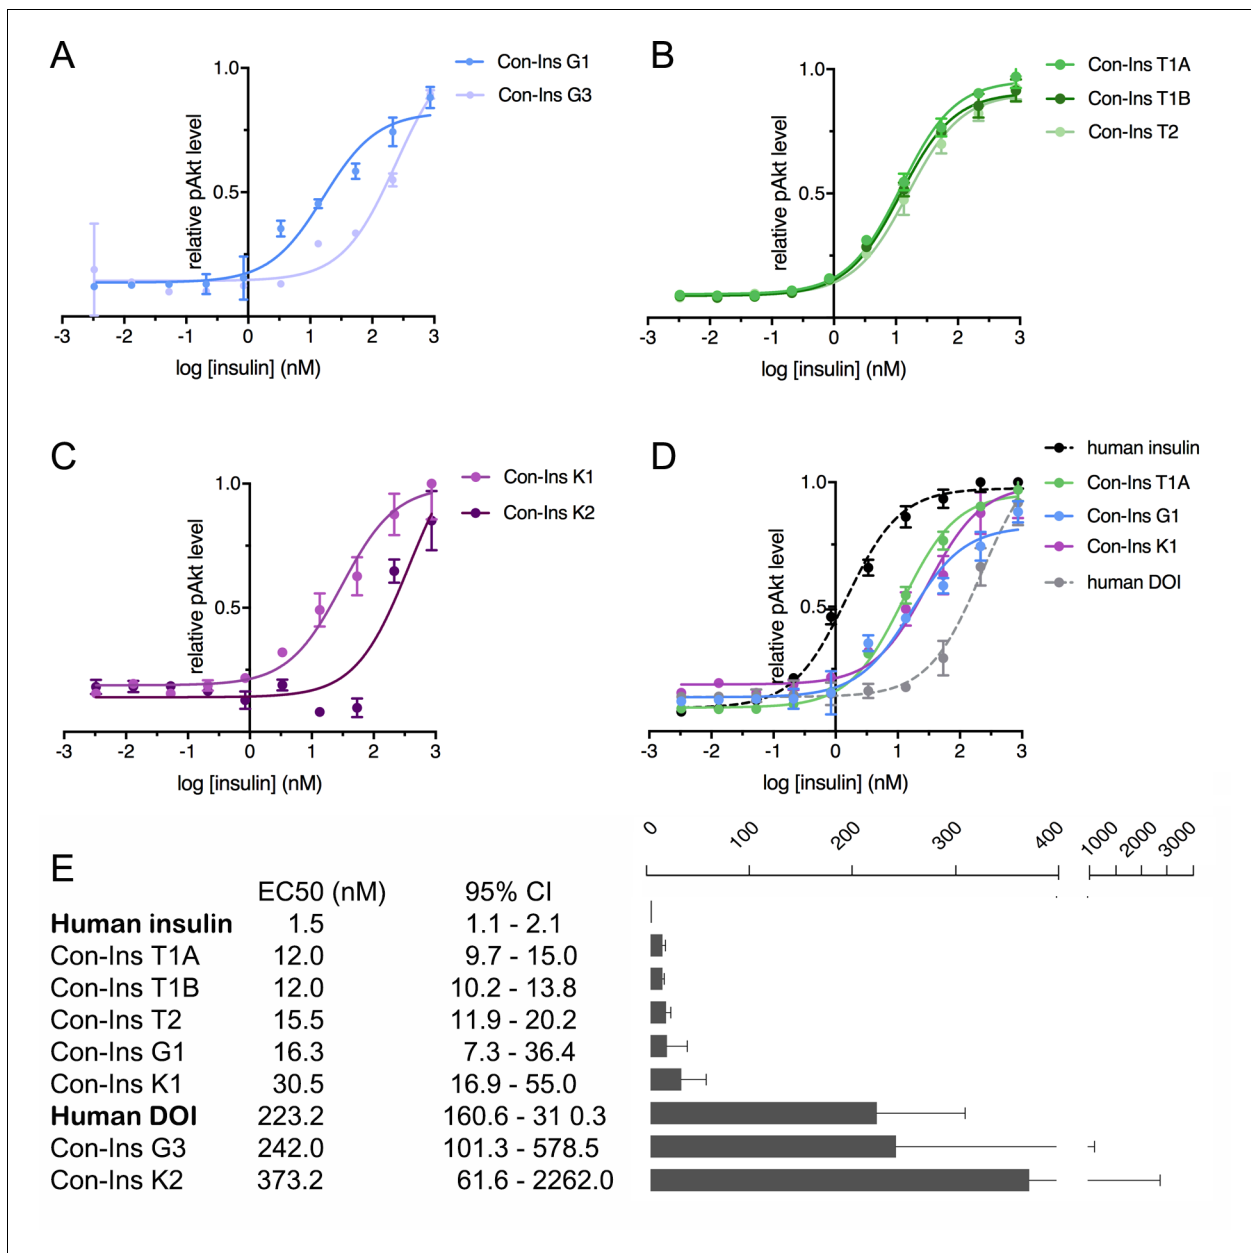 A
Con-Ins G1
Con-Ins G3
1.0
0.5
relative pAkt level
-3 -2 -1 0 1 2 3
log [insulin] (nM)
B
Con-Ins T1A
Con-Ins T1B
Con-Ins T2
1.0
0.5
relative pAkt level
-3 -2 -1 0 1 2 3
log [insulin] (nM)
C
Con-Ins K1
Con-Ins K2
1.0
0.5
relative pAkt level
-3 -2 -1 0 1 2 3
log [insulin] (nM)
D
human insulin
Con-Ins T1A
Con-Ins G1
Con-Ins K1
human DOI
1.0
0.5
relative pAkt level
-3 -2 -1 0 1 2 3
log [insulin] (nM)
0 100 200 300 400 1000 2000 3000
E
EC50 (nM) 95% CI
Human insulin 1.5 1.1 - 2.1
Con-Ins T1A 12.0 9.7 - 15.0
Con-Ins T1B 12.0 10.2 - 13.8
Con-Ins T2 15.5 11.9 - 20.2
Con-Ins G1 16.3 7.3 - 36.4
Con-Ins K1 30.5 16.9 - 55.0
Human DOI 223.2 160.6 - 31 0.3
Con-Ins G3 242.0 101.3 - 578.5
Con-Ins K2 373.2 61.6 - 2262.0